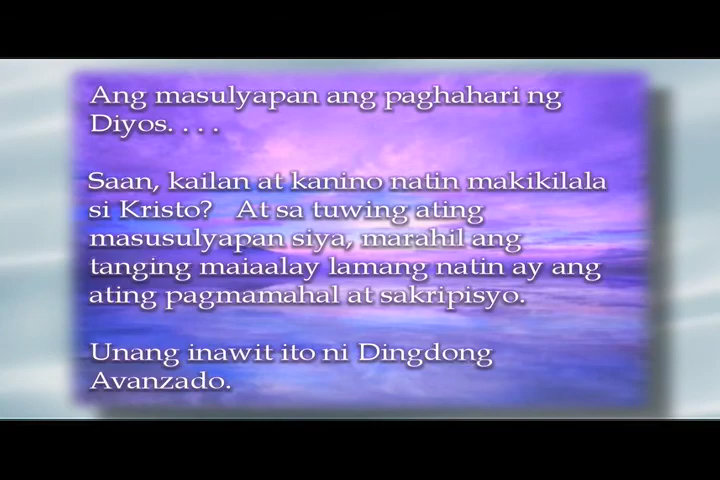 Ang masulyapan ang paghahari ng
Diyos. . . .
Saan, kailan at kanino natin makikilala
si Kristo?   At sa tuwing ating
masusulyapan siya, marahil ang
tanging maiaalay lamang natin ay ang
ating pagmamahal at sakripisyo.
Unang inawit ito ni Dingdong
Avanzado.